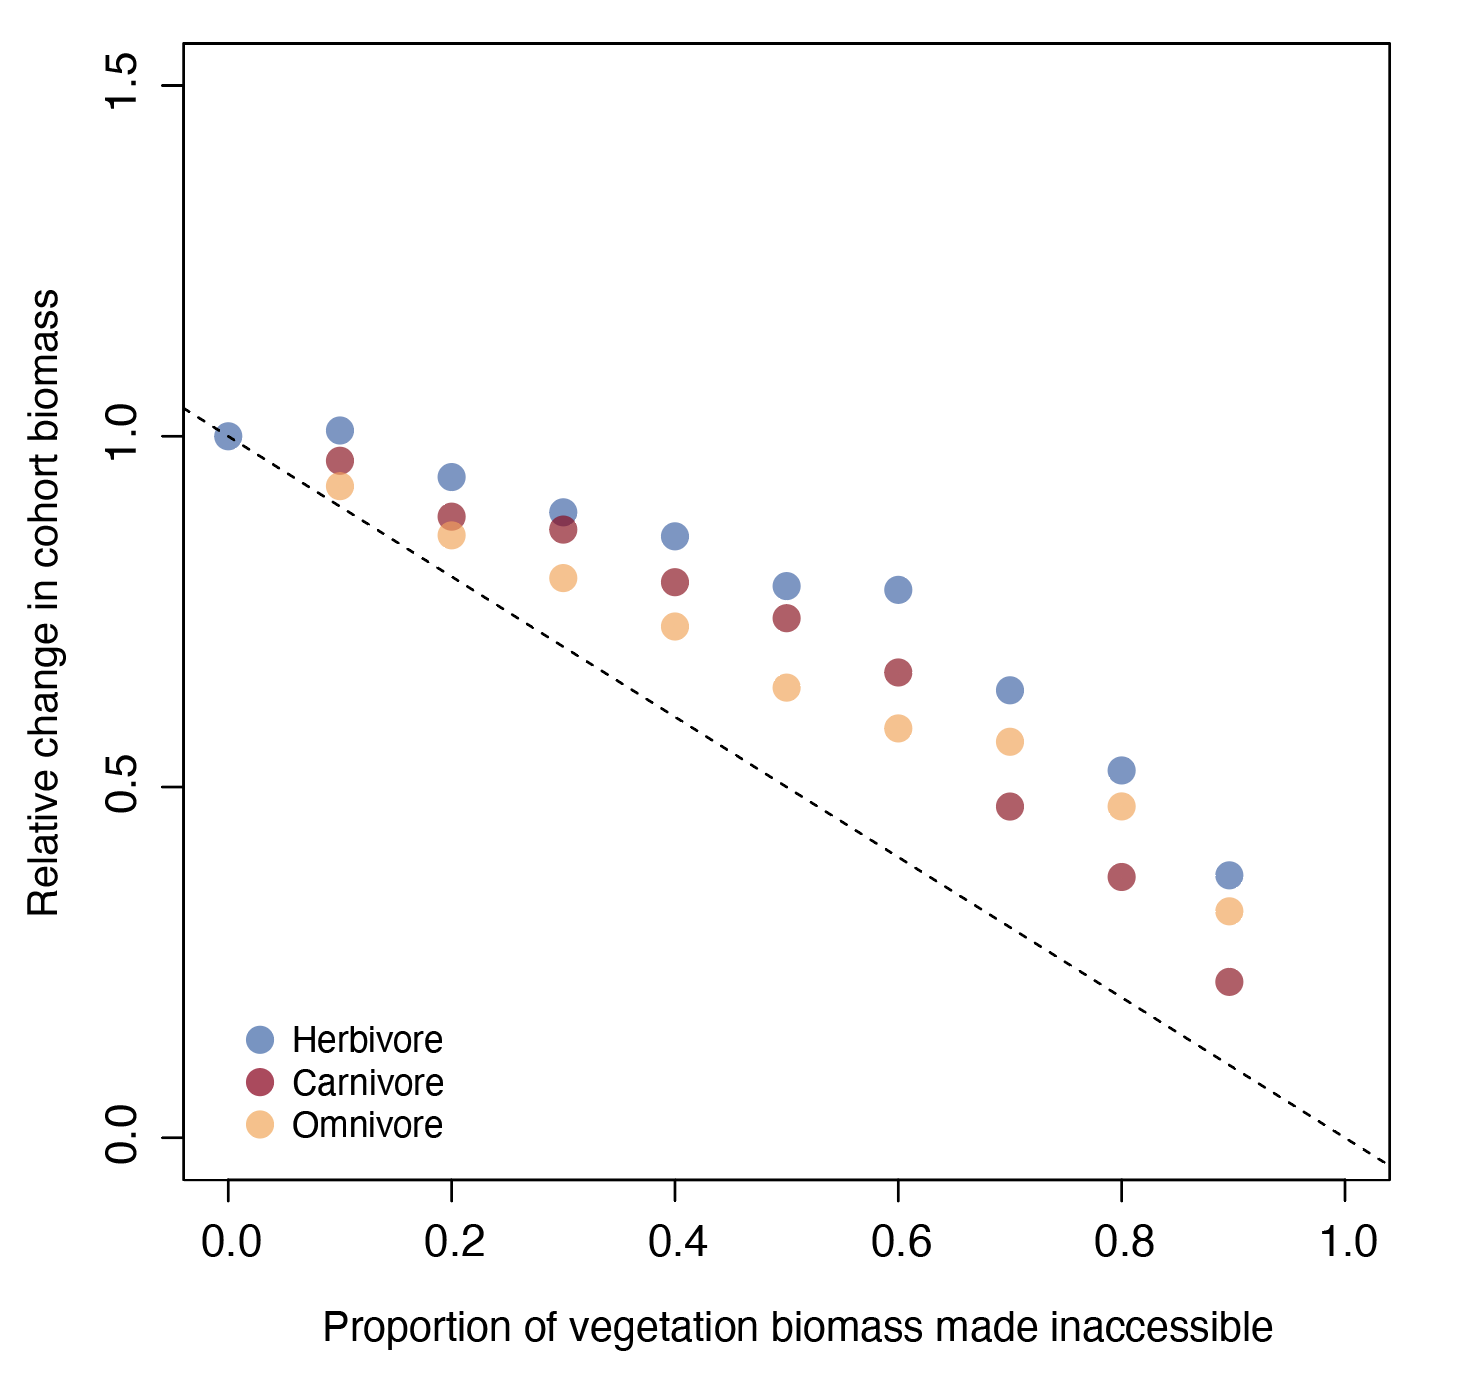 1.5
1.0
0.5
0.0
Relative change in cohort biomass
Herbivore
Carnivore
Omnivore
0.0 0.2 0.4 0.6 0.8 1.0
Proportion of vegetation biomass made inaccessible